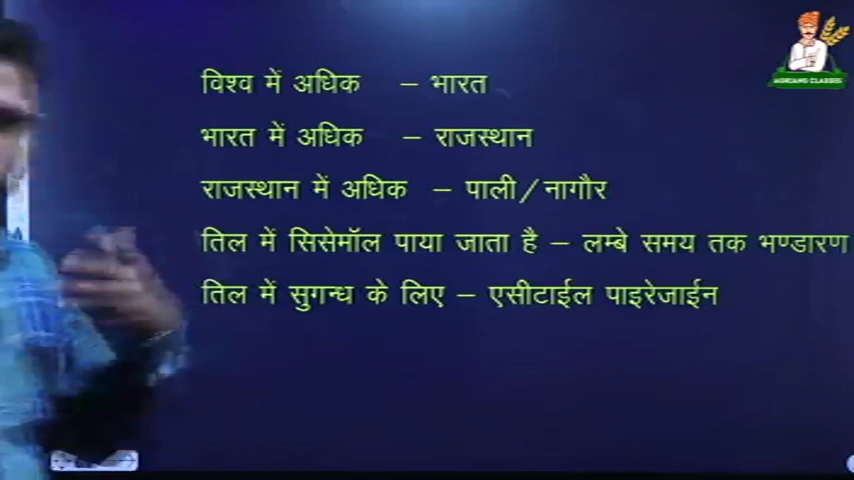 विश्व में अधिक – भारत
भारत में अधिक – राजस्थान
राजस्थान में अधिक – पाली/नागौर
तिल में सिसेमॉल पाया जाता है – लम्बे समय तक भण्डारण
तिल में सुगन्ध के लिए – एसीटाईल पाइरेजाईन